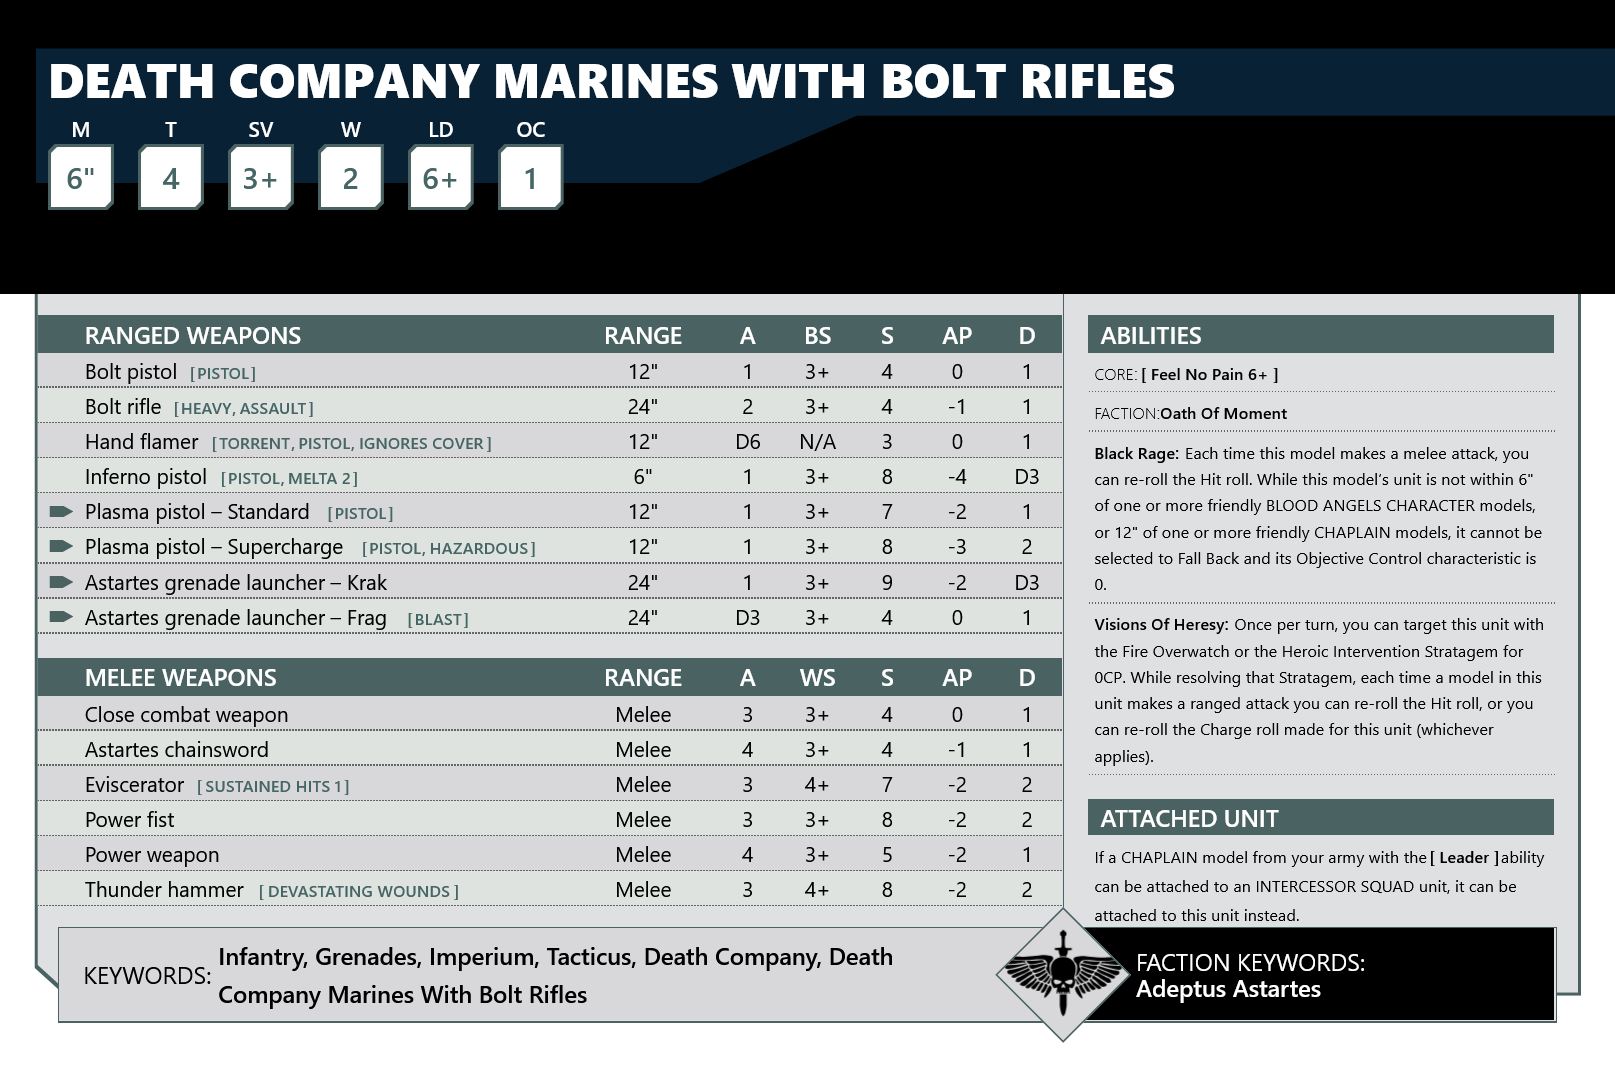 DEATH COMPANY MARINES WITH BOLT RIFLES
M T SV W LD OC
6" 4 3+ 2 6+ 1
RANGED WEAPONS RANGE A BS S AP D
Bolt pistol [PISTOL] 12" 1 3+ 4 0 1
Bolt rifle [HEAVY, ASSAULT] 24" 2 3+ 4 -1 1
Hand flamer [TORRENT, PISTOL, IGNORES COVER] 12" D6 N/A 3 0 1
Inferno pistol [PISTOL, MELTA 2] 6" 1 3+ 8 -4 D3
Plasma pistol – Standard [PISTOL] 12" 1 3+ 7 -2 1
Plasma pistol – Supercharge [PISTOL, HAZARDOUS] 12" 1 3+ 8 -3 2
Astartes grenade launcher – Krak 24" 1 3+ 9 -2 D3
Astartes grenade launcher – Frag [BLAST] 24" D3 3+ 4 0 1
MELEE WEAPONS RANGE A WS S AP D
Close combat weapon Melee 3 3+ 4 0 1
Astartes chainsword Melee 4 3+ 4 -1 1
Eviscerator [SUSTAINED HITS 1] Melee 3 4+ 7 -2 2
Power fist Melee 3 3+ 8 -2 2
Power weapon Melee 4 3+ 5 -2 1
Thunder hammer [DEVASTATING WOUNDS] Melee 3 4+ 8 -2 2
ABILITIES
CORE: [ Feel No Pain 6+ ]
FACTION:Oath Of Moment
Black Rage: Each time this model makes a melee attack, you
can re-roll the Hit roll. While this model’s unit is not within 6"
of one or more friendly BLOOD ANGELS CHARACTER models,
or 12" of one or more friendly CHAPLAIN models, it cannot be
selected to Fall Back and its Objective Control characteristic is
0.
Visions Of Heresy: Once per turn, you can target this unit with
the Fire Overwatch or the Heroic Intervention Stratagem for
0CP. While resolving that Stratagem, each time a model in this
unit makes a ranged attack you can re-roll the Hit roll, or you
can re-roll the Charge roll made for this unit (whichever
applies).
ATTACHED UNIT
If a CHAPLAIN model from your army with the [ Leader ] ability
can be attached to an INTERCESSOR SQUAD unit, it can be
attached to this unit instead.
KEYWORDS: Infantry, Grenades, Imperium, Tacticus, Death Company, Death
Company Marines With Bolt Rifles
FACTION KEYWORDS:
Adeptus Astartes